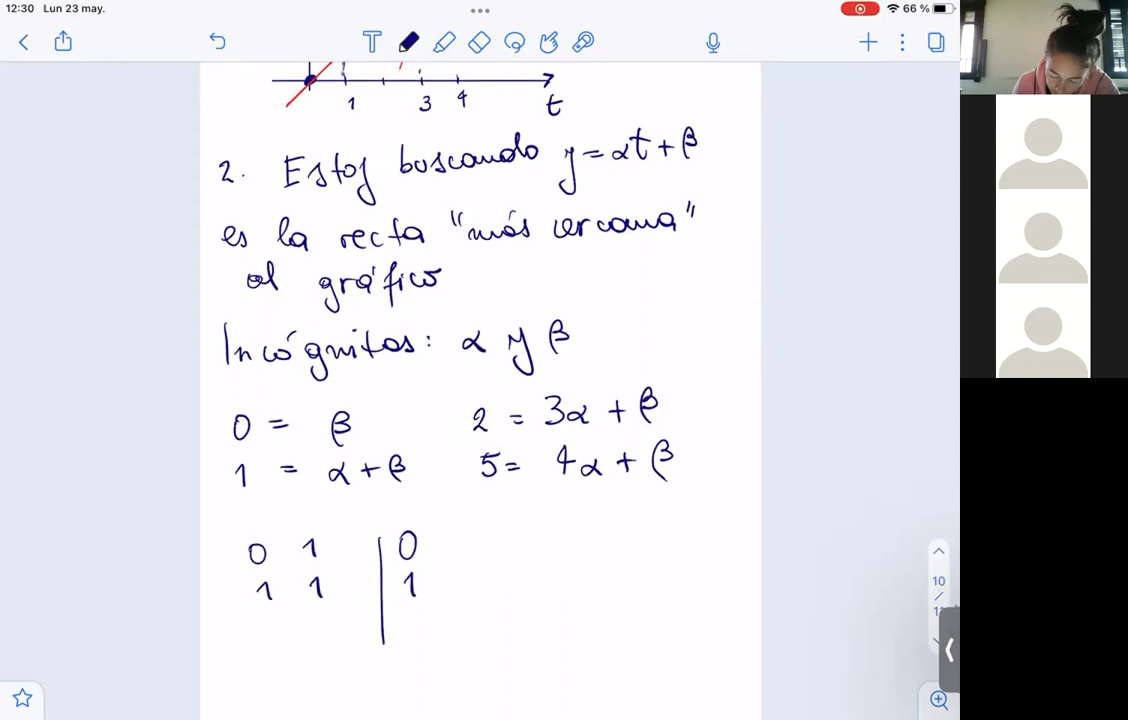 12:30 Lun 23 may.
66 %
T
1 3 4
t
2. Estoy buscando y = αt + β
es la recta "más cercana"
al gráfico
Incógnitas: α y β
0 = β 2 = 3α + β
1 = α + β 5 = 4α + β
0 1 | 0
1 1 | 1
10
/